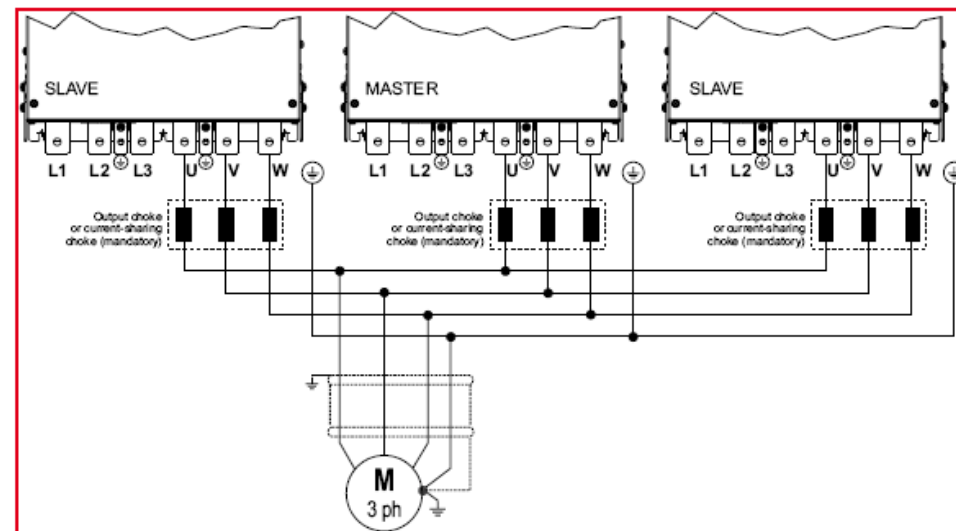 SLAVE
MASTER
SLAVE
L1 L2 L3 U V W
L1 L2 L3 U V W
L1 L2 L3 U V W
Output choke
or current-sharing
choke (mandatory)
Output choke
or current-sharing
choke (mandatory)
Output choke
or current-sharing
choke (mandatory)
M
3 ph